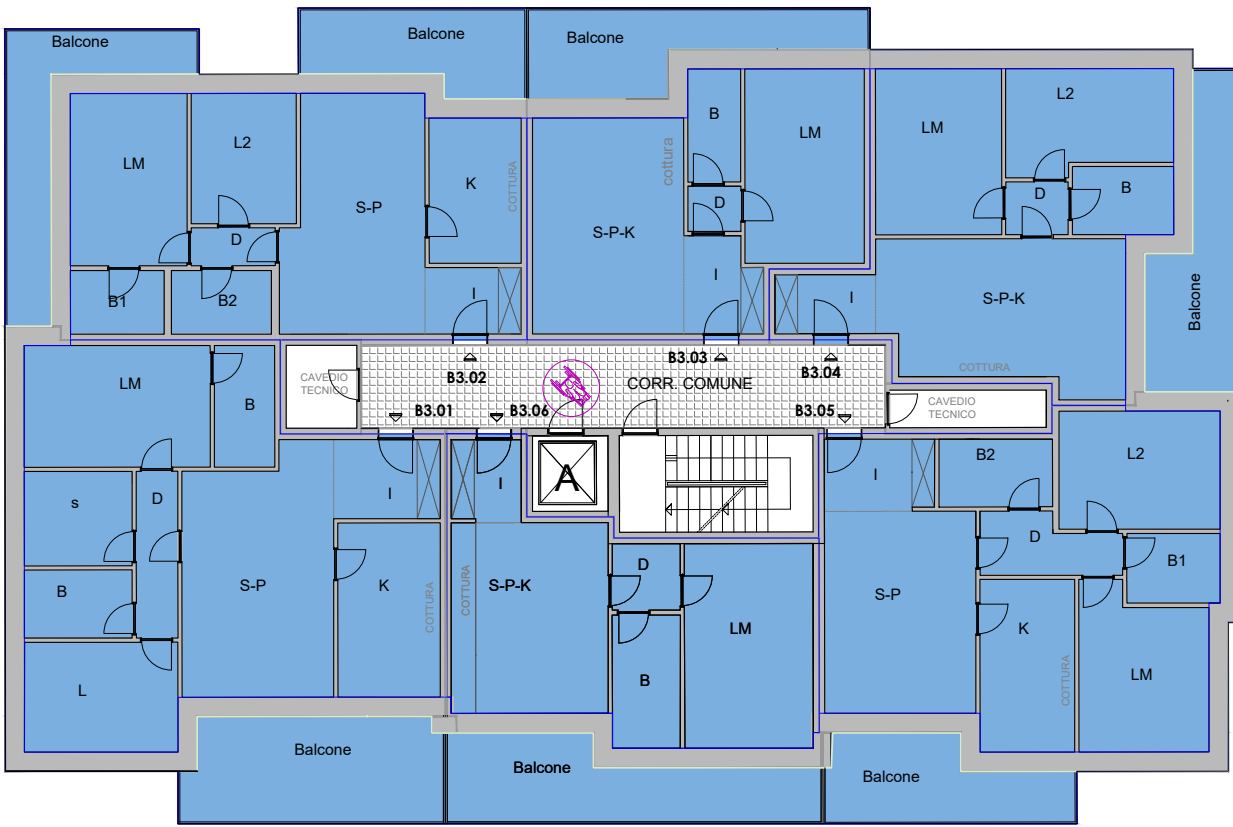 Balcone
Balcone
Balcone
L2
LM
B
LM
L2
LM
L2
K
COTTURA
cottura
S-P
S-P-K
D
D
B
D
B1
B2
I
I
I
S-P-K
Balcone
B3.02
B3.03
B3.04
COTTURA
CAVEDIO
TECNICO
CORR. COMUNE
CAVEDIO
TECNICO
B3.01
B3.06
B3.05
LM
B
A
B2
L2
s
D
I
I
I
D
B1
S-P
K
COTTURA
COTTURA
S-P-K
D
S-P
K
COTTURA
B
LM
L
B
LM
Balcone
Balcone
Balcone